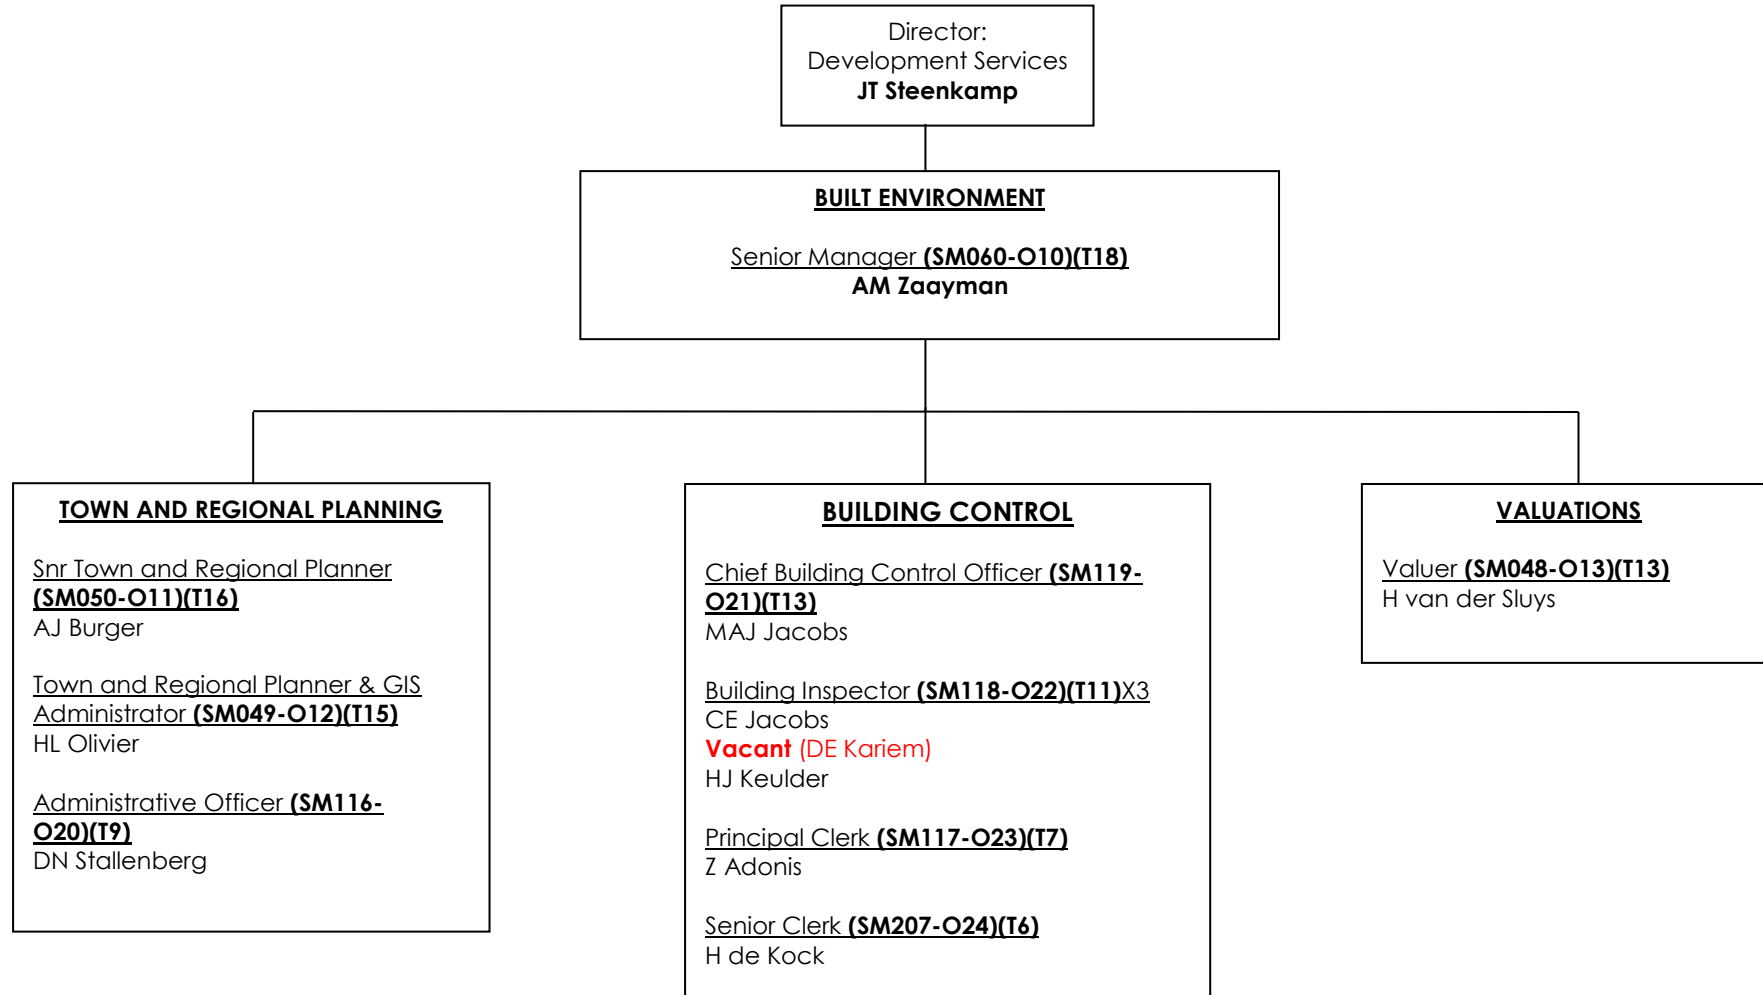 Director:
Development Services
JT Steenkamp
BUILT ENVIRONMENT
Senior Manager (SM060-O10)(T18)
AM Zaayman
TOWN AND REGIONAL PLANNING
Snr Town and Regional Planner
(SM050-O11)(T16)
AJ Burger
Town and Regional Planner & GIS
Administrator (SM049-O12)(T15)
HL Olivier
Administrative Officer (SM116-
O20)(T9)
DN Stallenberg
BUILDING CONTROL
Chief Building Control Officer (SM119-
O21)(T13)
MAJ Jacobs
Building Inspector (SM118-O22)(T11)X3
CE Jacobs
Vacant (DE Kariem)
HJ Keulder
Principal Clerk (SM117-O23)(T7)
Z Adonis
Senior Clerk (SM207-O24)(T6)
H de Kock
VALUATIONS
Valuer (SM048-O13)(T13)
H van der Sluys